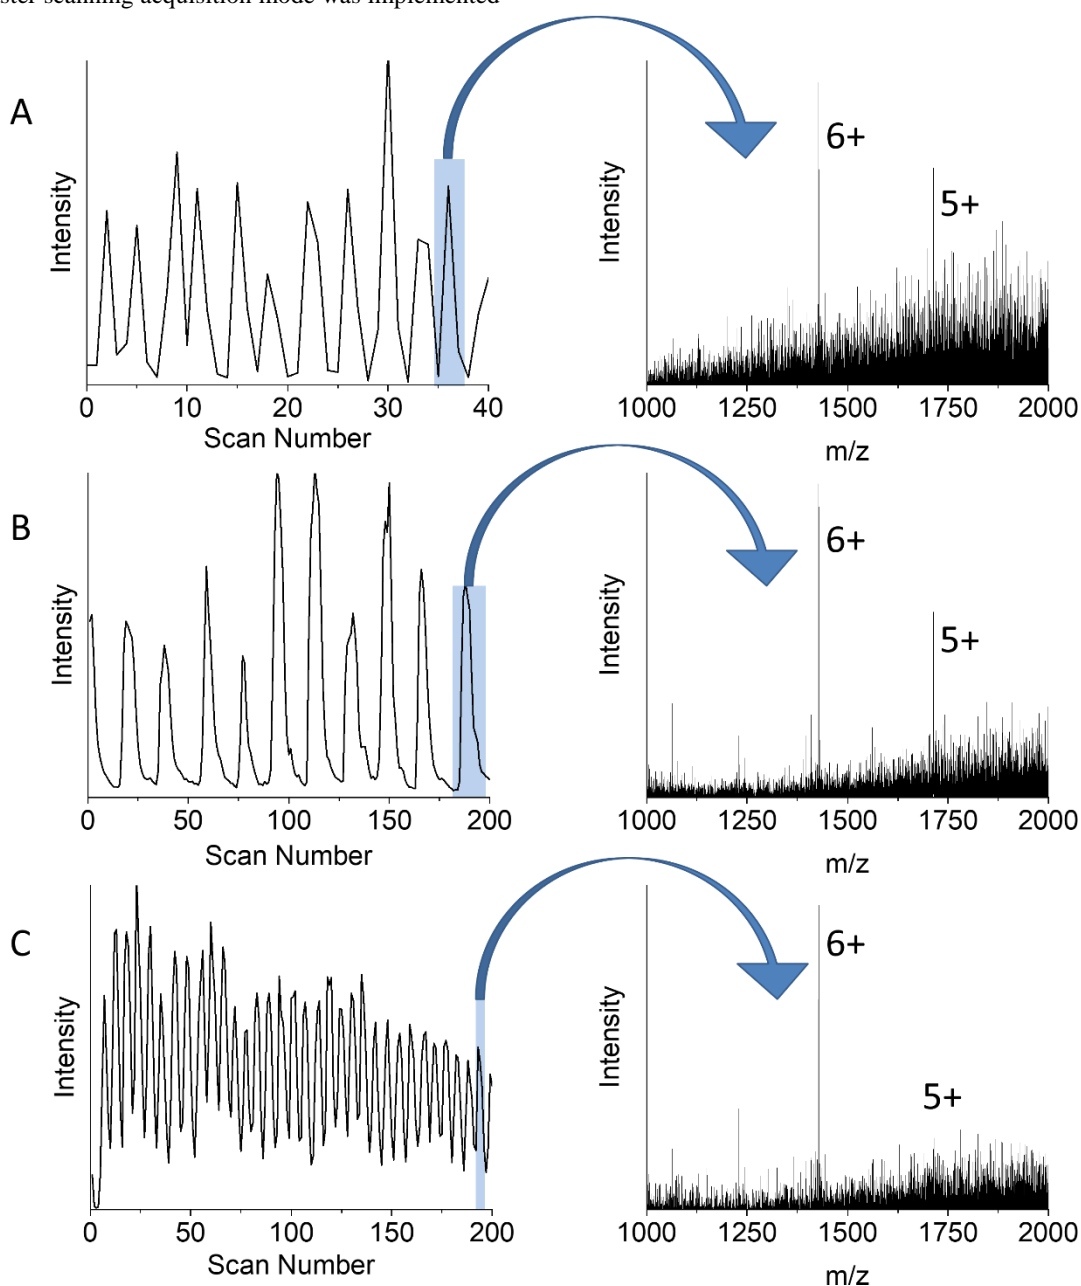 ster scanning acquisition mode was implemented
A
Intensity
0 10 20 30 40
Scan Number
Intensity
6+
5+
1000 1250 1500 1750 2000
m/z
B
Intensity
0 50 100 150 200
Scan Number
Intensity
6+
5+
1000 1250 1500 1750 2000
m/z
C
Intensity
0 50 100 150 200
Scan Number
Intensity
6+
5+
1000 1250 1500 1750 2000
m/z